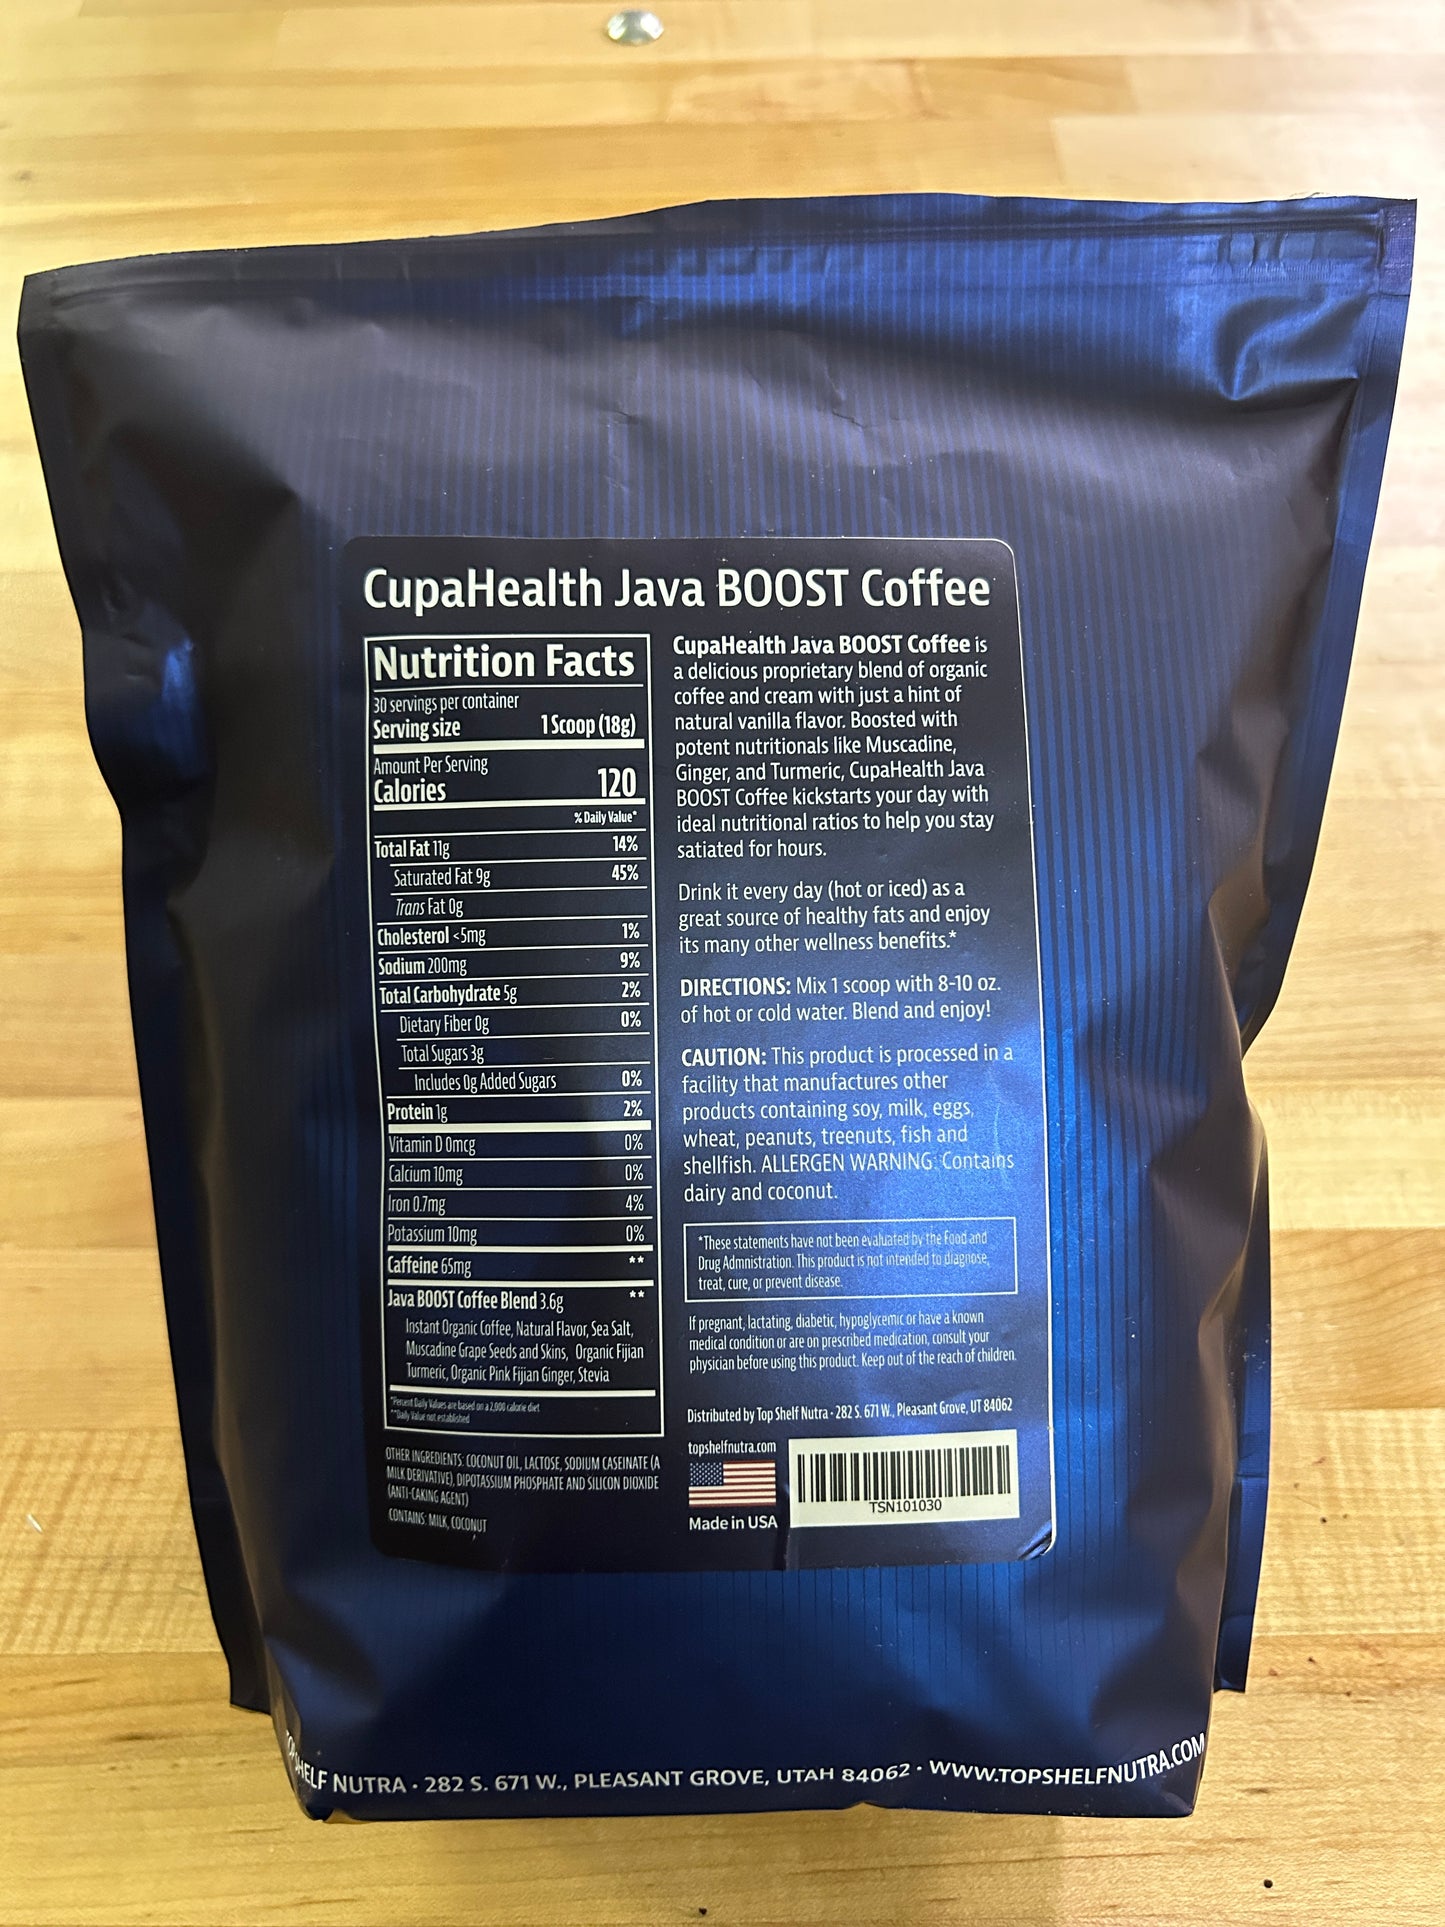 CupaHealth Java BOOST Coffee
Nutrition Facts
30 servings per container
Serving size 1 Scoop (18g)
Amount Per Serving
Calories 120
% Daily Value*
Total Fat 11g 14%
Saturated Fat 9g 45%
Trans Fat 0g
Cholesterol <5mg 1%
Sodium 200mg 9%
Total Carbohydrate 5g 2%
Dietary Fiber 0g 0%
Total Sugars 3g
Includes 0g Added Sugars 0%
Protein 1g 2%
Vitamin D 0mcg 0%
Calcium 10mg 0%
Iron 0.7mg 4%
Potassium 10mg 0%
Caffeine 65mg **
Java BOOST Coffee Blend 3.6g **
Instant Organic Coffee, Natural Flavor, Sea Salt,
Muscadine Grape Seeds and Skins, Organic Fijian
Turmeric, Organic Pink Fijian Ginger, Stevia
*Percent Daily Values are based on a 2,000 calorie diet
**Daily Value not established
OTHER INGREDIENTS: COCONUT OIL, LACTOSE, SODIUM CASEINATE (A
MILK DERIVATIVE), DIPOTASSIUM PHOSPHATE AND SILICON DIOXIDE
(ANTI-CAKING AGENT)
CONTAINS: MILK, COCONUT
CupaHealth Java BOOST Coffee is
a delicious proprietary blend of organic
coffee and cream with just a hint of
natural vanilla flavor. Boosted with
potent nutritionals like Muscadine,
Ginger, and Turmeric, CupaHealth Java
BOOST Coffee kickstarts your day with
ideal nutritional ratios to help you stay
satiated for hours.
Drink it every day (hot or iced) as a
great source of healthy fats and enjoy
its many other wellness benefits.*
DIRECTIONS: Mix 1 scoop with 8-10 oz.
of hot or cold water. Blend and enjoy!
CAUTION: This product is processed in a
facility that manufactures other
products containing soy, milk, eggs,
wheat, peanuts, treenuts, fish and
shellfish. ALLERGEN WARNING: Contains
dairy and coconut.
*These statements have not been evaluated by the Food and
Drug Admnistration. This product is not intended to diagnose,
treat, cure, or prevent disease.
If pregnant, lactating, diabetic, hypoglycemic or have a known
medical condition or are on prescribed medication, consult your
physician before using this product. Keep out of the reach of children.
Distributed by Top Shelf Nutra • 282 S. 671 W., Pleasant Grove, UT 84062
topshelfnutra.com
TSN101030
Made in USA
TOPSHELF NUTRA • 282 S. 671 W., PLEASANT GROVE, UTAH 84062 • WWW.TOPSHELFNUTRA.COM